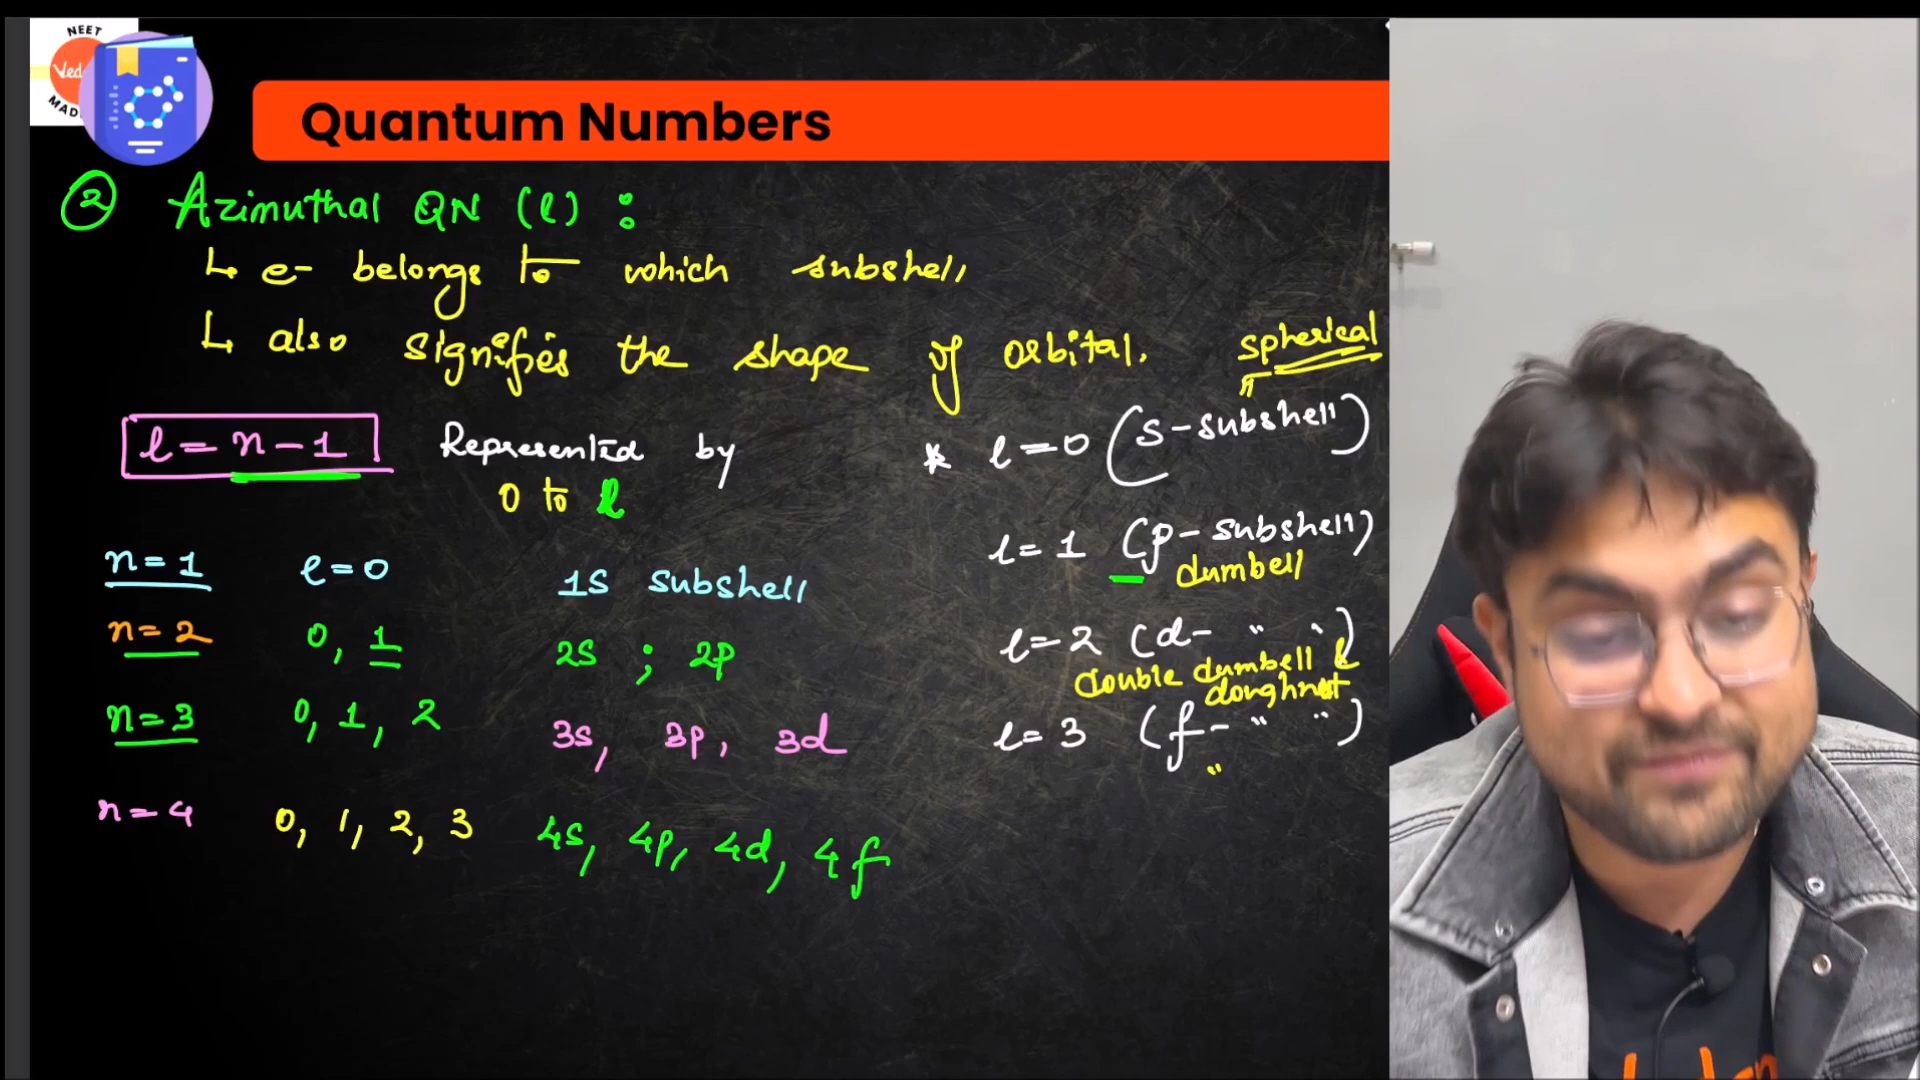 NEET
Ved
MAD
Quantum Numbers
② Azimuthal QN (l) :
↳ e- belongs to which subshell
↳ also signifies the shape of orbital.
spherical
l = n - 1
Represented by
0 to l
* l=0 (s-subshell)
l=1 (p-subshell)
dumbell
l=2 (d- " ")
double dumbell &
doughnut
l=3 (f- " ")
"
n=1 l=0 1s subshell
n=2 0, 1 2s ; 2p
n=3 0, 1, 2 3s, 3p, 3d
n=4 0, 1, 2, 3 4s, 4p, 4d, 4f